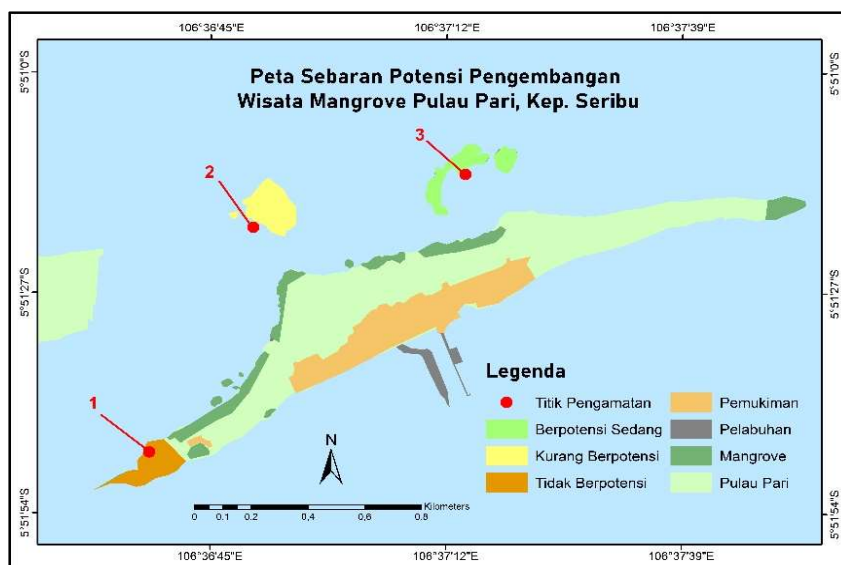 106°36'45"E 106°37'12"E 106°37'39"E
5°51'0"S 5°51'0"S
Peta Sebaran Potensi Pengembangan
Wisata Mangrove Pulau Pari, Kep. Seribu
3
2
5°51'27"S 5°51'27"S
1
Legenda
Titik Pengamatan
Berpotensi Sedang
Kurang Berpotensi
Tidak Berpotensi
Pemukiman
Pelabuhan
Mangrove
Pulau Pari
N
Kilometers
0 0,1 0,2 0,4 0,6 0,8
5°51'54"S 5°51'54"S
106°36'45"E 106°37'12"E 106°37'39"E